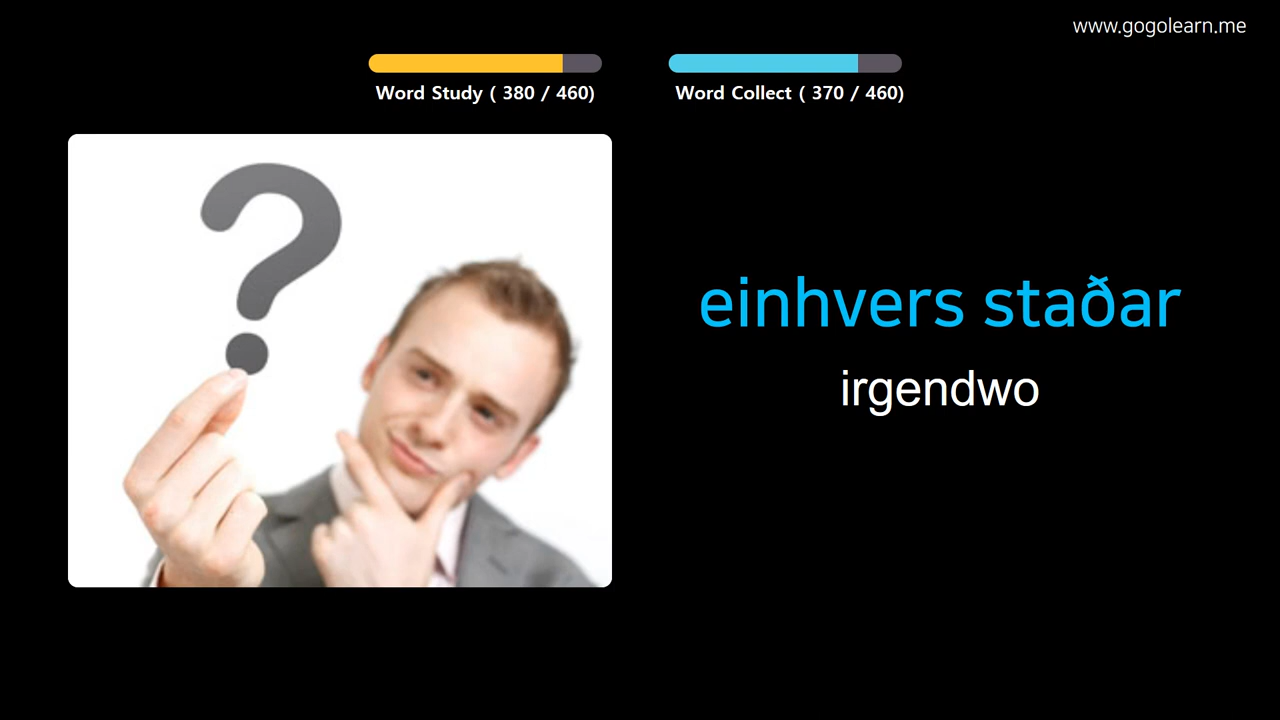 www.gogolearn.me
Word Study ( 380 / 460)
Word Collect ( 370 / 460)
?
einhvers staðar
irgendwo